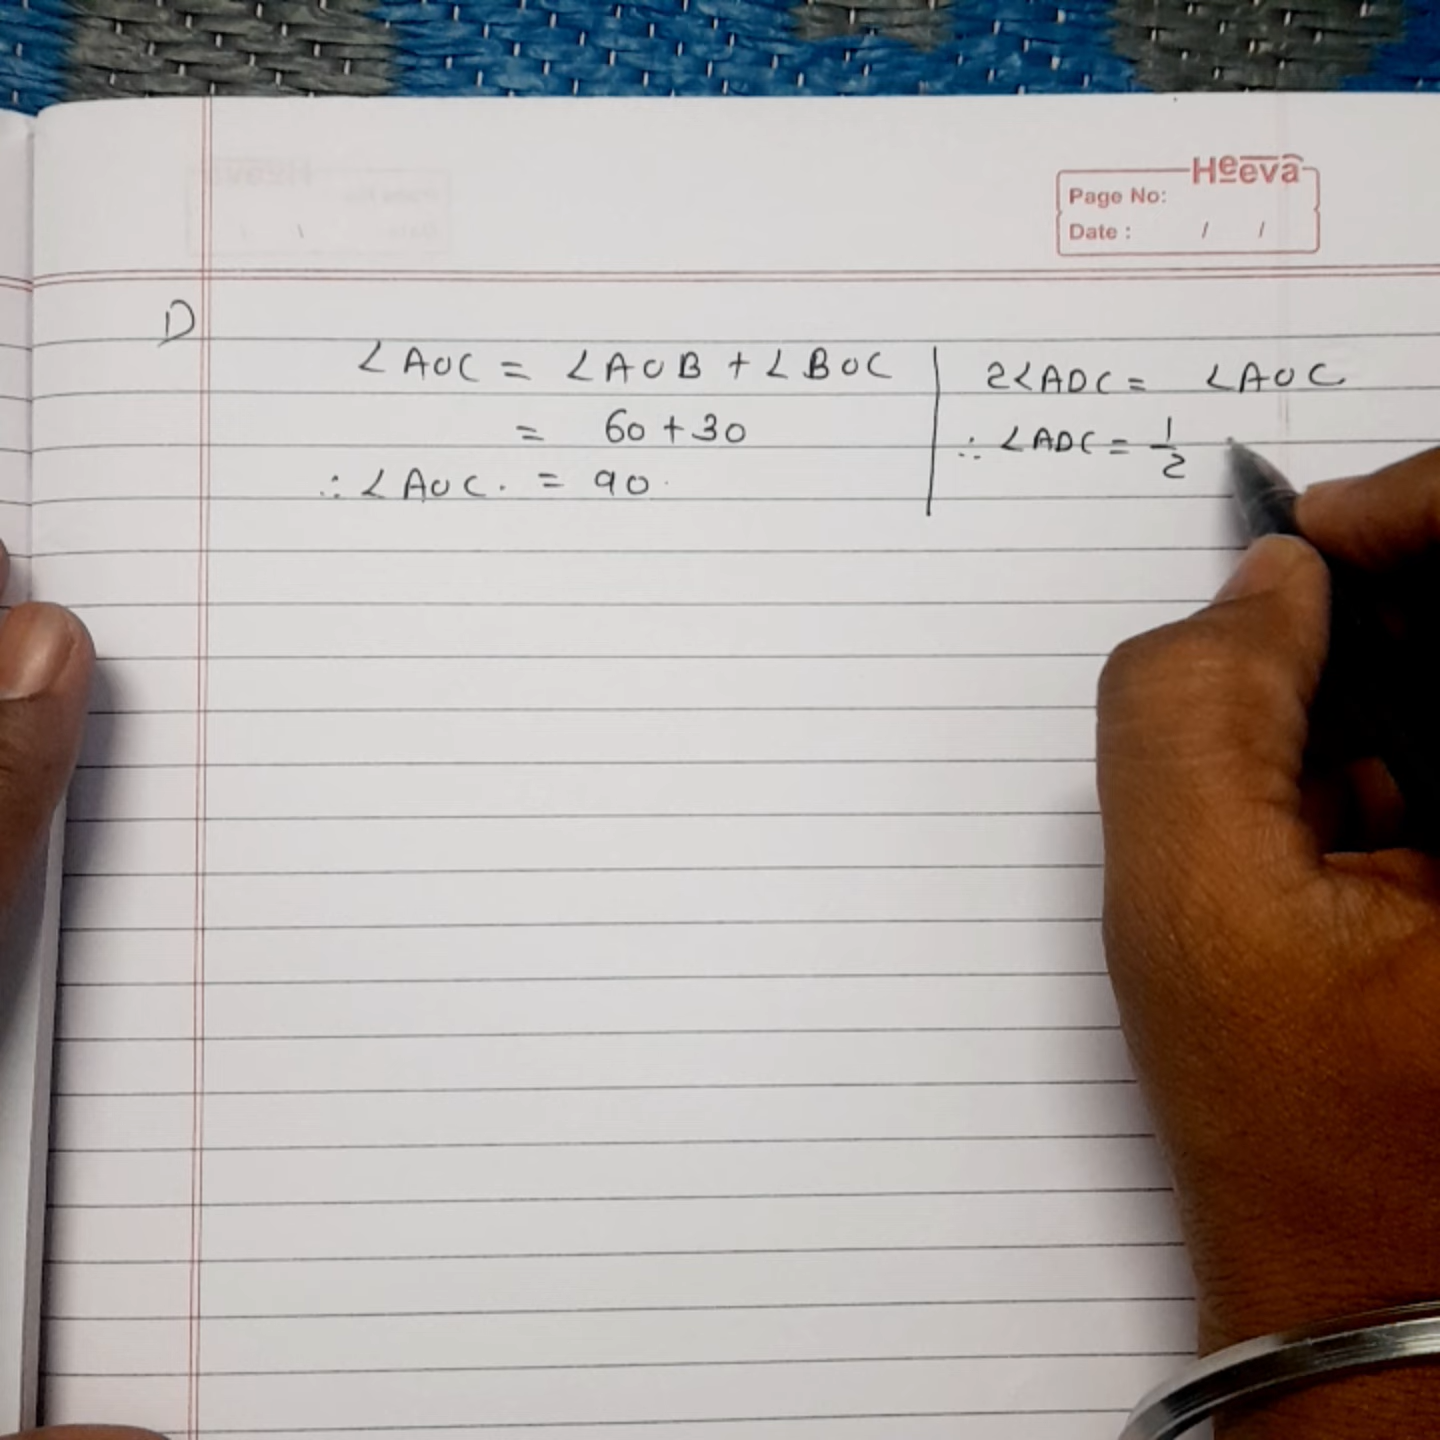 Heeva
Page No:
Date : / /
D
∠AOC = ∠AOB + ∠BOC
= 60 + 30
∴ ∠AOC. = 90.
2∠ADC = ∠AOC
∴ ∠ADC = 1/2